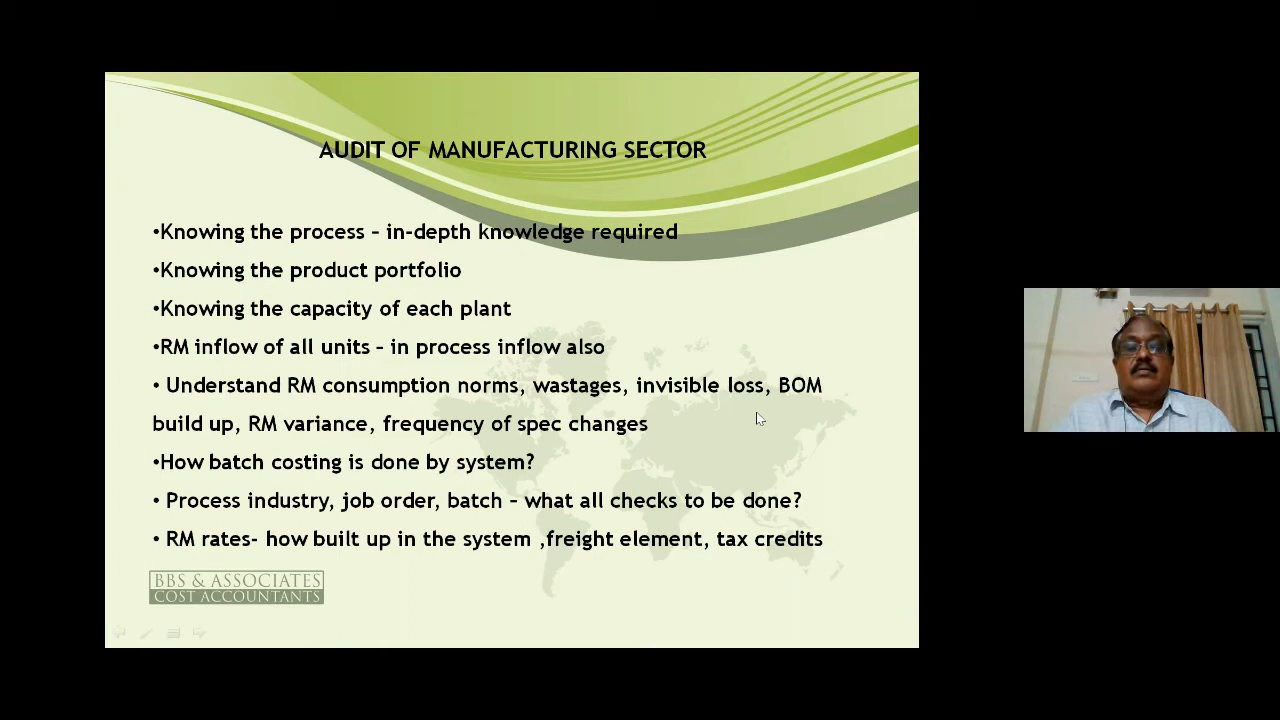 AUDIT OF MANUFACTURING SECTOR
•Knowing the process – in-depth knowledge required
•Knowing the product portfolio
•Knowing the capacity of each plant
•RM inflow of all units – in process inflow also
• Understand RM consumption norms, wastages, invisible loss, BOM
build up, RM variance, frequency of spec changes
•How batch costing is done by system?
• Process industry, job order, batch – what all checks to be done?
• RM rates- how built up in the system ,freight element, tax credits
BBS & ASSOCIATES
COST ACCOUNTANTS